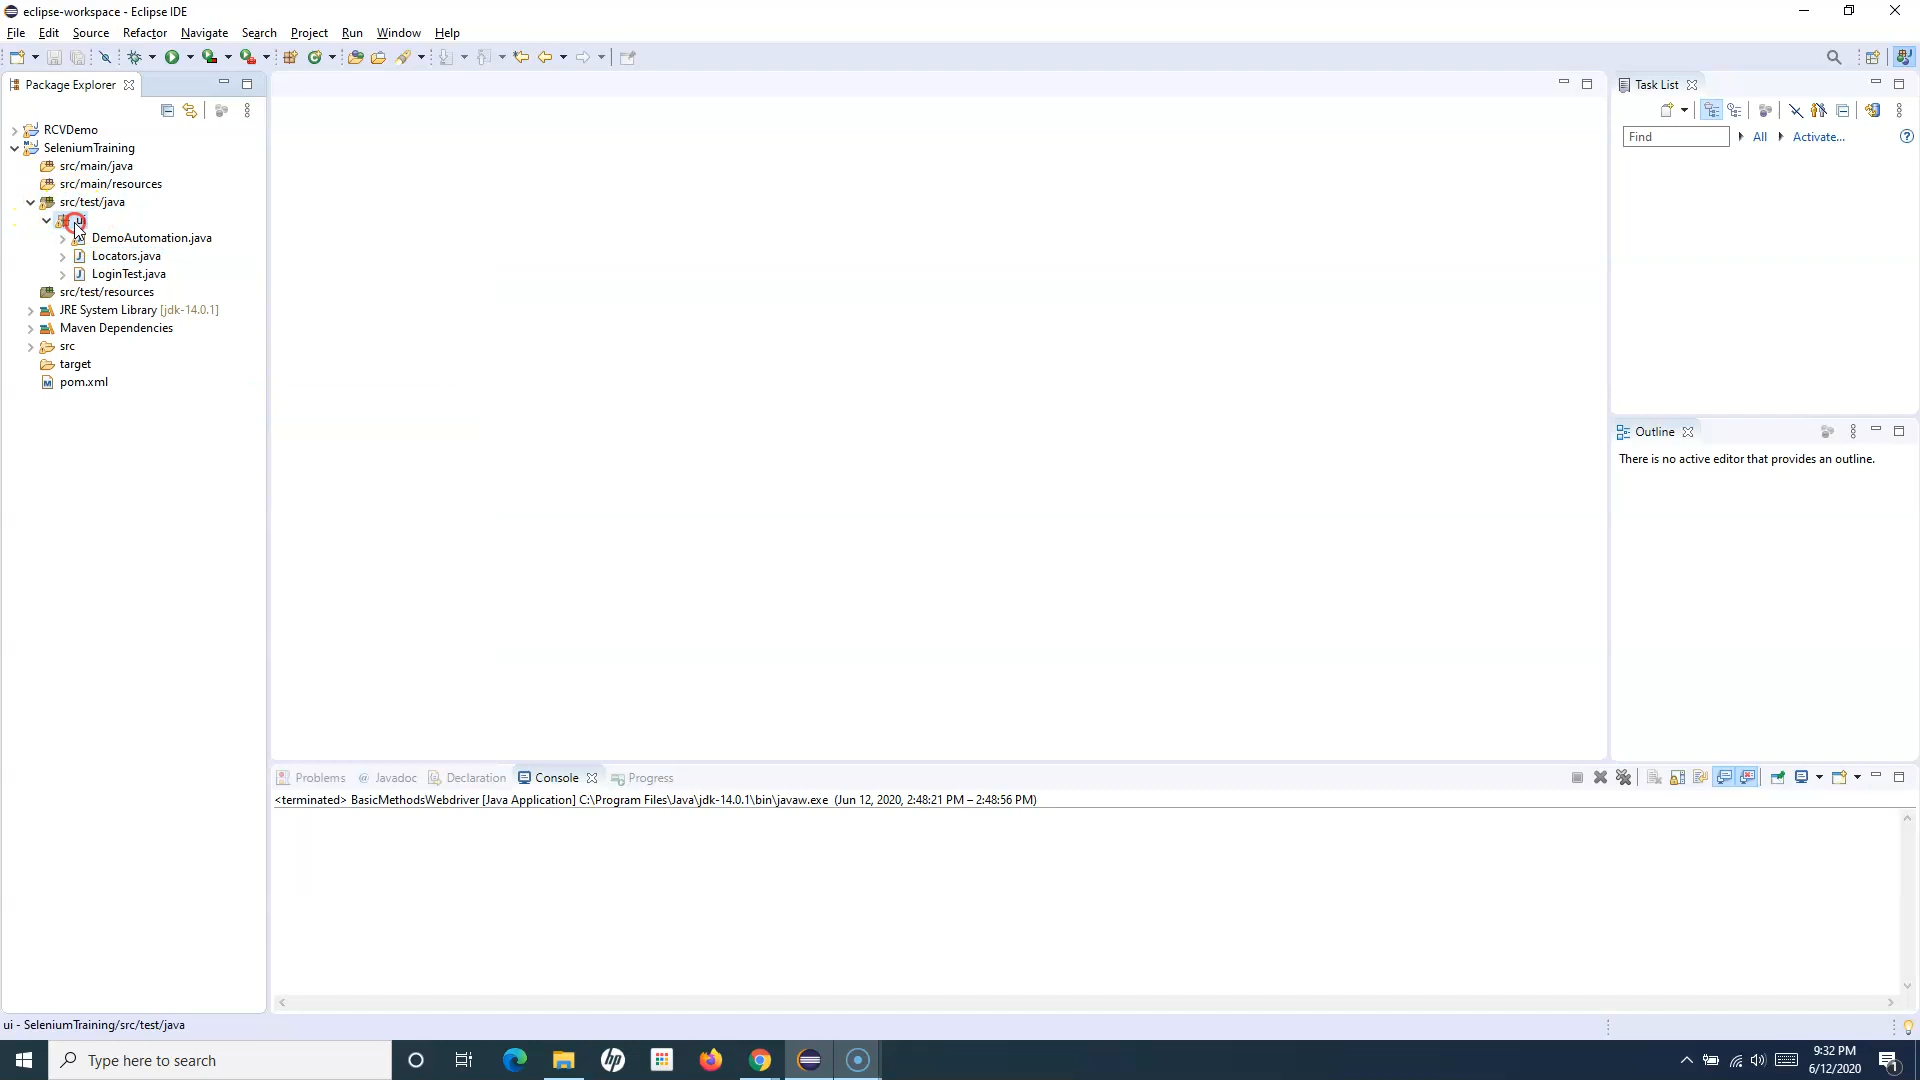 eclipse-workspace - Eclipse IDE
File Edit Source Refactor Navigate Search Project Run Window Help
Package Explorer
RCVDemo
SeleniumTraining
src/main/java
src/main/resources
src/test/java
ui
DemoAutomation.java
Locators.java
LoginTest.java
src/test/resources
JRE System Library [jdk-14.0.1]
Maven Dependencies
src
target
pom.xml
Task List
Find All Activate...
Outline
There is no active editor that provides an outline.
Problems Javadoc Declaration Console Progress
<terminated> BasicMethodsWebdriver [Java Application] C:\Program Files\Java\jdk-14.0.1\bin\javaw.exe (Jun 12, 2020, 2:48:21 PM – 2:48:56 PM)
ui - SeleniumTraining/src/test/java
Type here to search
9:32 PM
6/12/2020
1